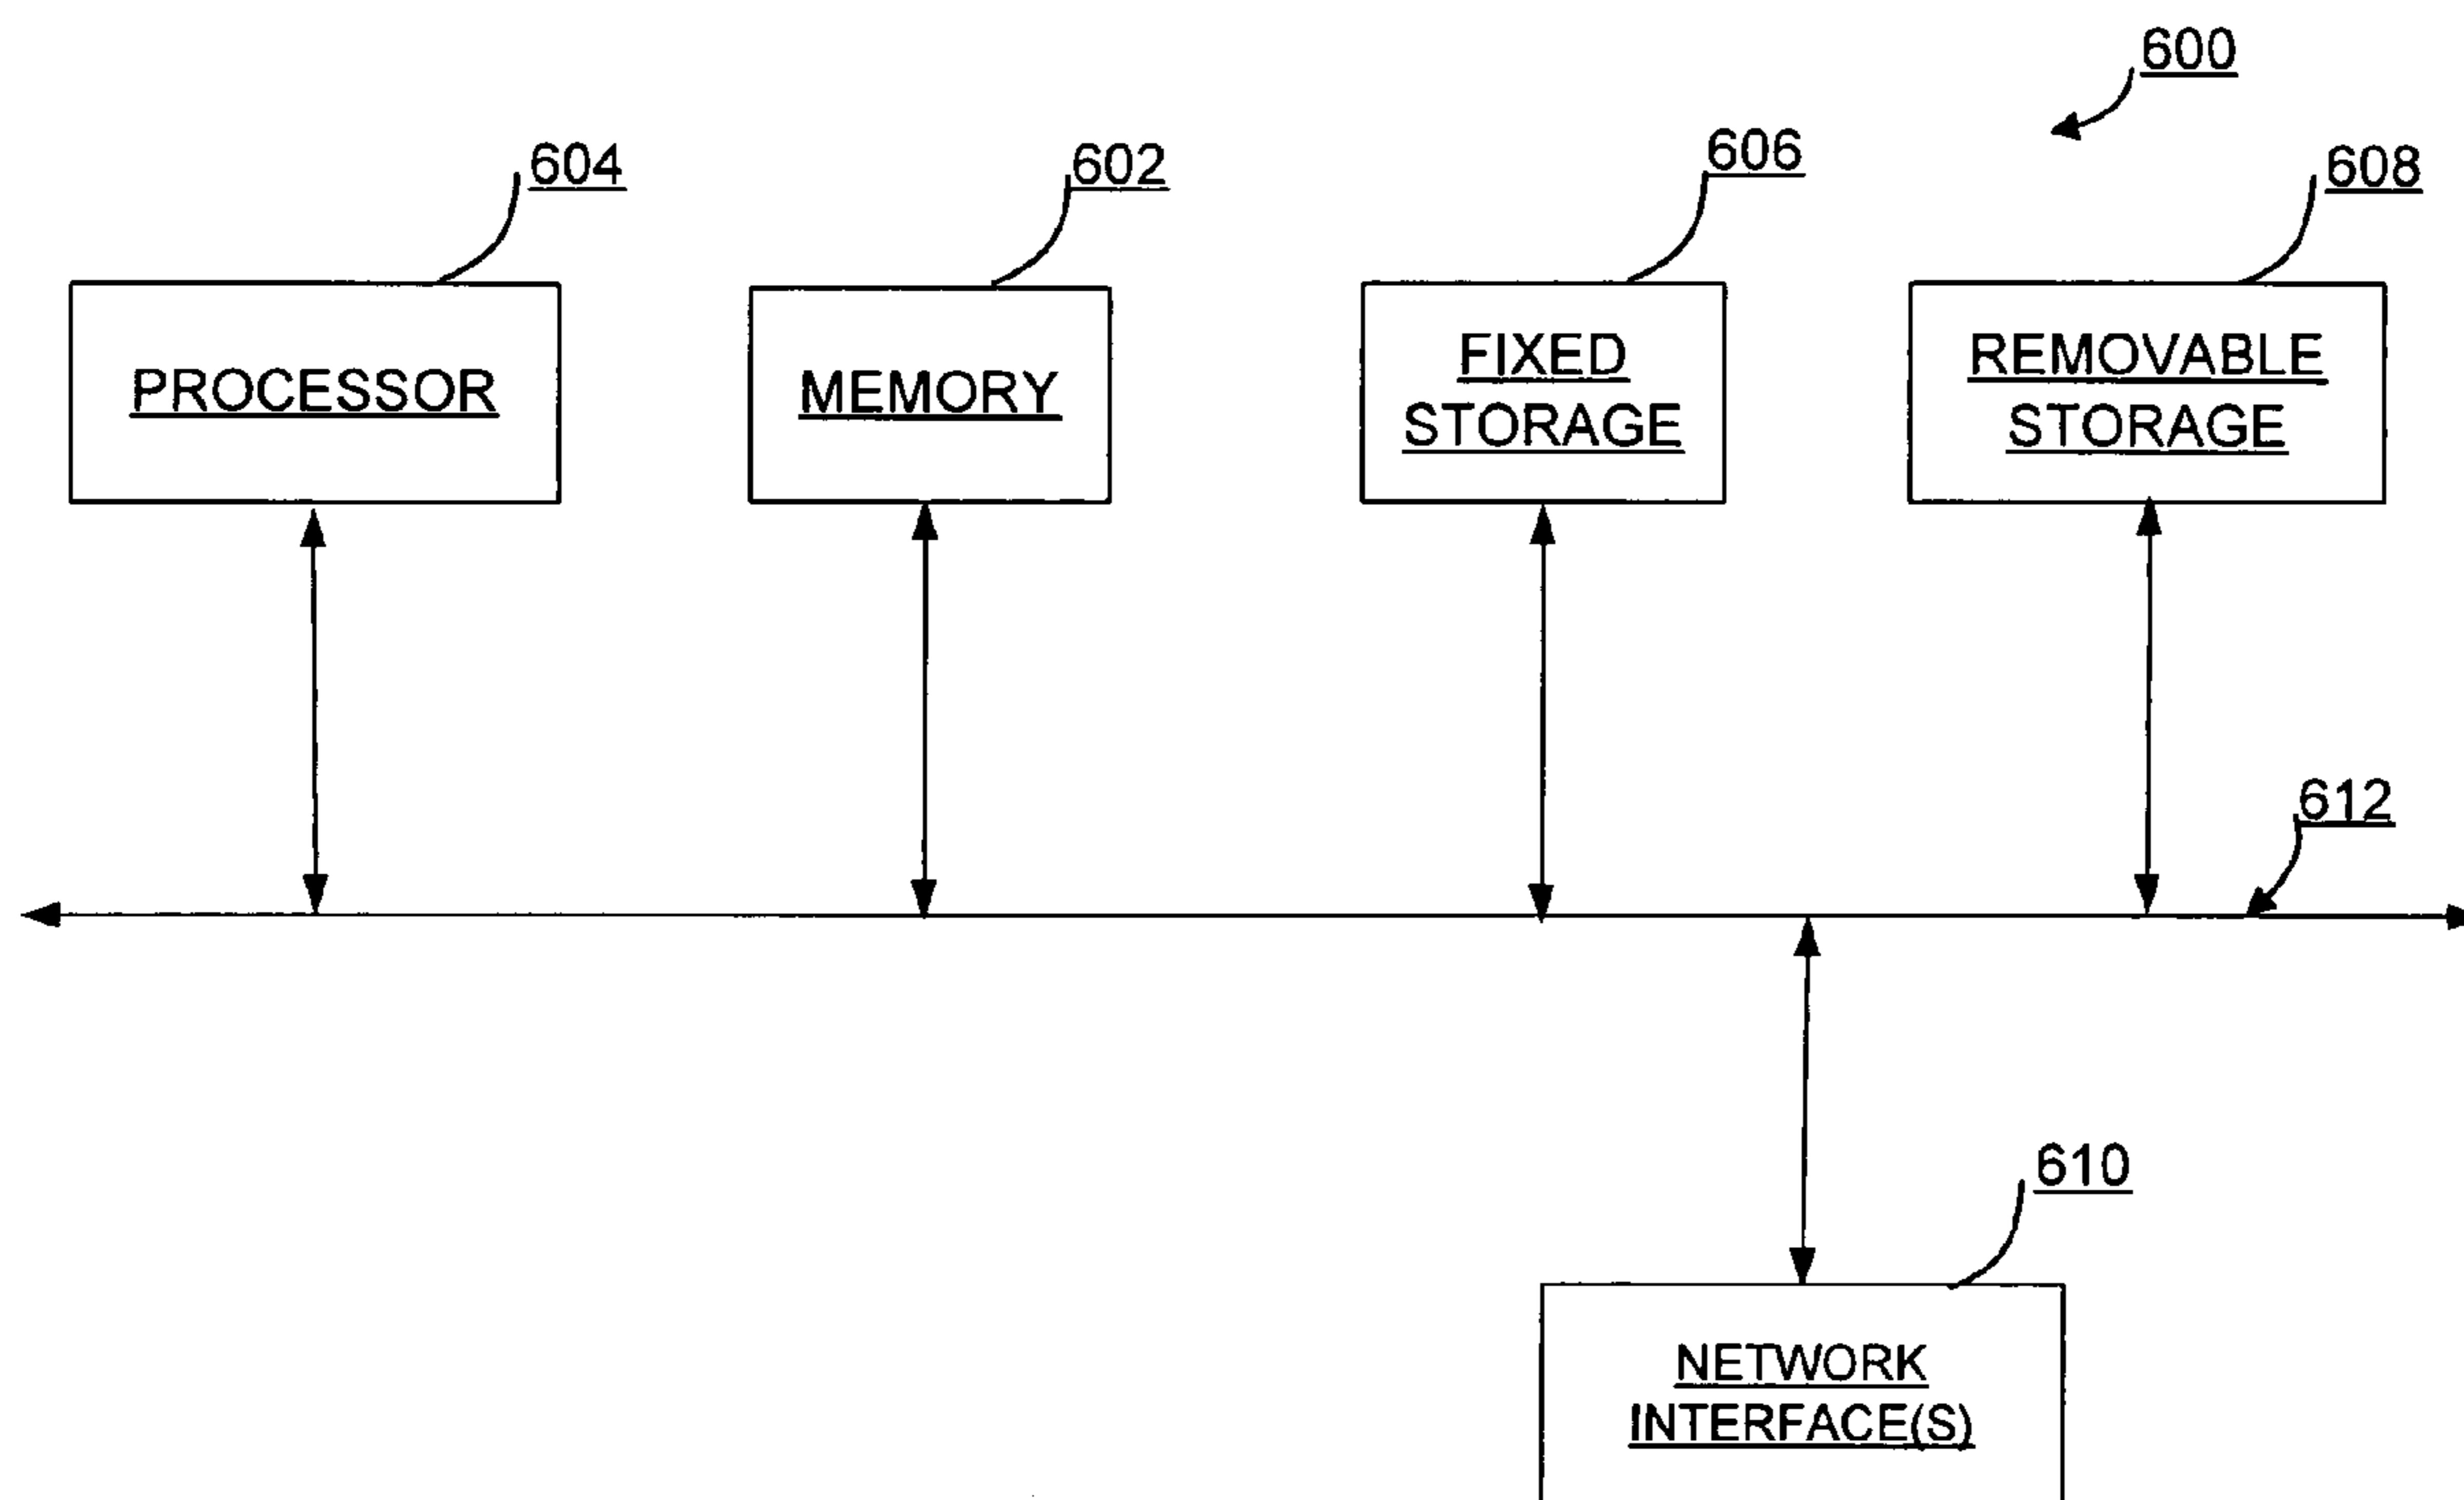 600
604
602
606
608
PROCESSOR
MEMORY
FIXED
STORAGE
REMOVABLE
STORAGE
612
610
NETWORK
INTERFACE(S)